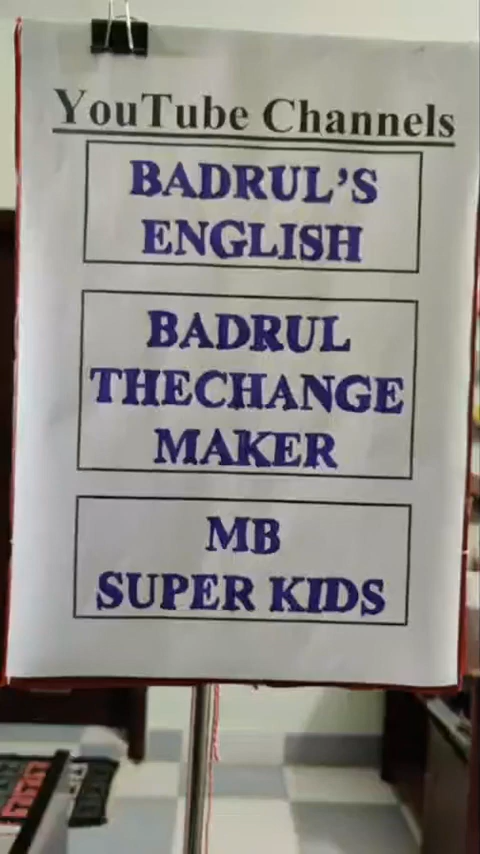 YouTube Channels
BADRUL'S
ENGLISH
BADRUL
THECHANGE
MAKER
MB
SUPER KIDS